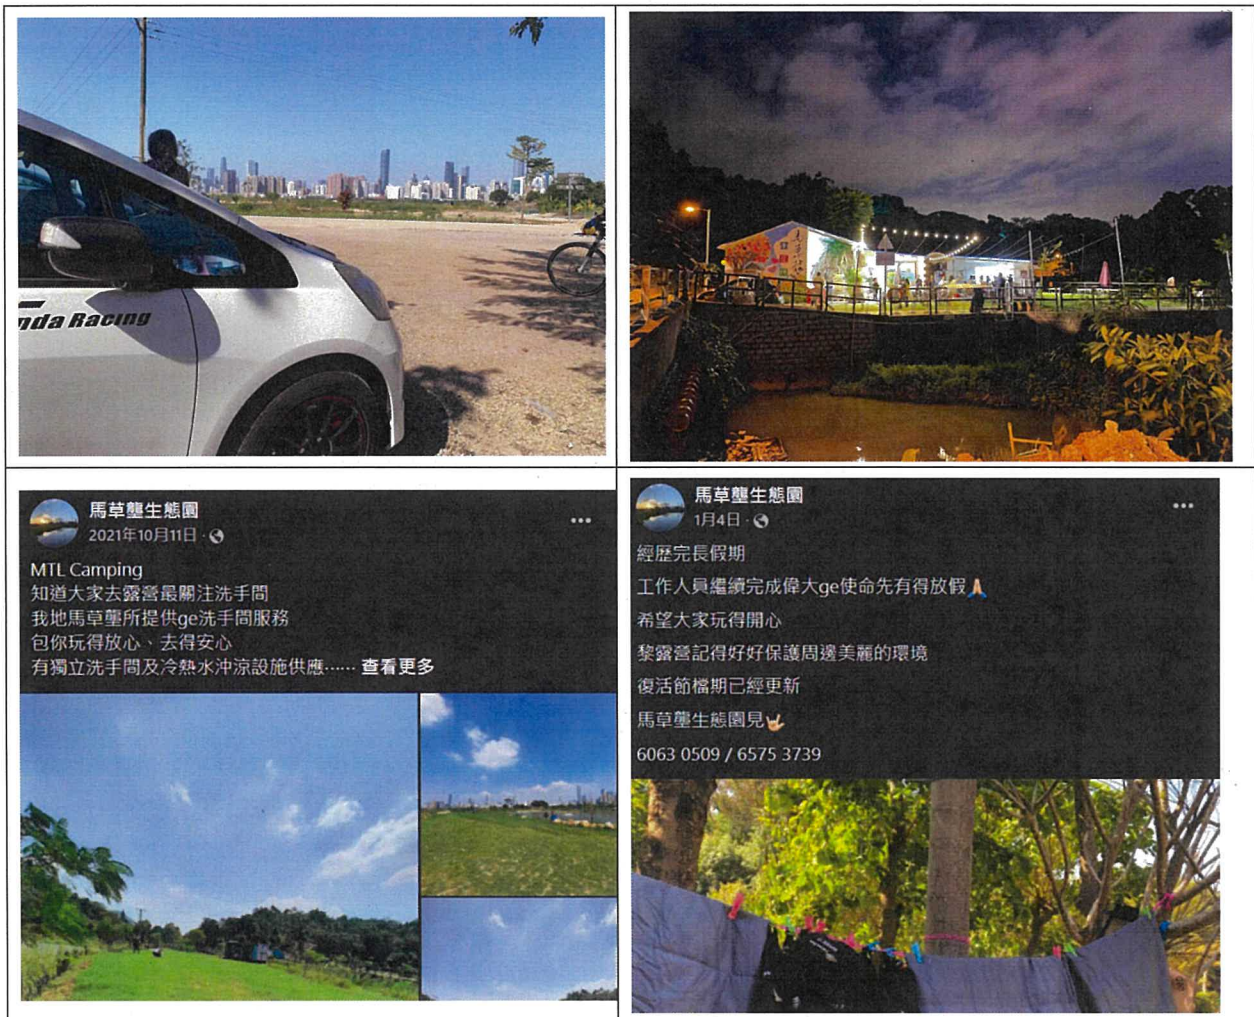 nda Racing
馬草壟生態園
2021年10月11日
MTL Camping
知道大家去露營最關注洗手間
我地馬草壟所提供ge洗手間服務
包你玩得放心、去得安心
有獨立洗手間及冷熱水沖涼設施供應…… 查看更多
馬草壟生態園
1月4日
經歷完長假期
工作人員繼續完成偉大ge使命先有得放假🙏
希望大家玩得開心
黎露營記得好好保護周邊美麗的環境
復活節檔期已經更新
馬草壟生態園見🤟
6063 0509 / 6575 3739